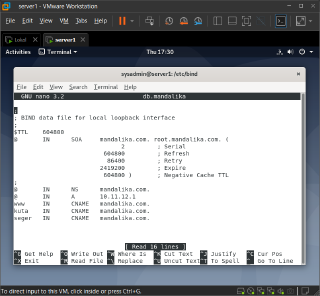 server1 - VMware Workstation
File Edit View VM Tabs Help
Local server1
Activities Terminal Thu 17:30
sysadmin@server1: /etc/bind
File Edit View Search Terminal Help
GNU nano 3.2 db.mandalika
;
; BIND data file for local loopback interface
;
$TTL 604800
@ IN SOA mandalika.com. root.mandalika.com. (
2 ; Serial
604800 ; Refresh
86400 ; Retry
2419200 ; Expire
604800 ) ; Negative Cache TTL
;
@ IN NS mandalika.com.
@ IN A 10.11.12.1
www IN CNAME mandalika.com.
kuta IN CNAME mandalika.com.
seger IN CNAME mandalika.com.
[ Read 16 lines ]
^G Get Help ^O Write Out ^W Where Is ^K Cut Text ^J Justify ^C Cur Pos
^X Exit ^R Read File ^\ Replace ^U Uncut Text ^T To Spell ^_ Go To Line
To direct input to this VM, click inside or press Ctrl+G.